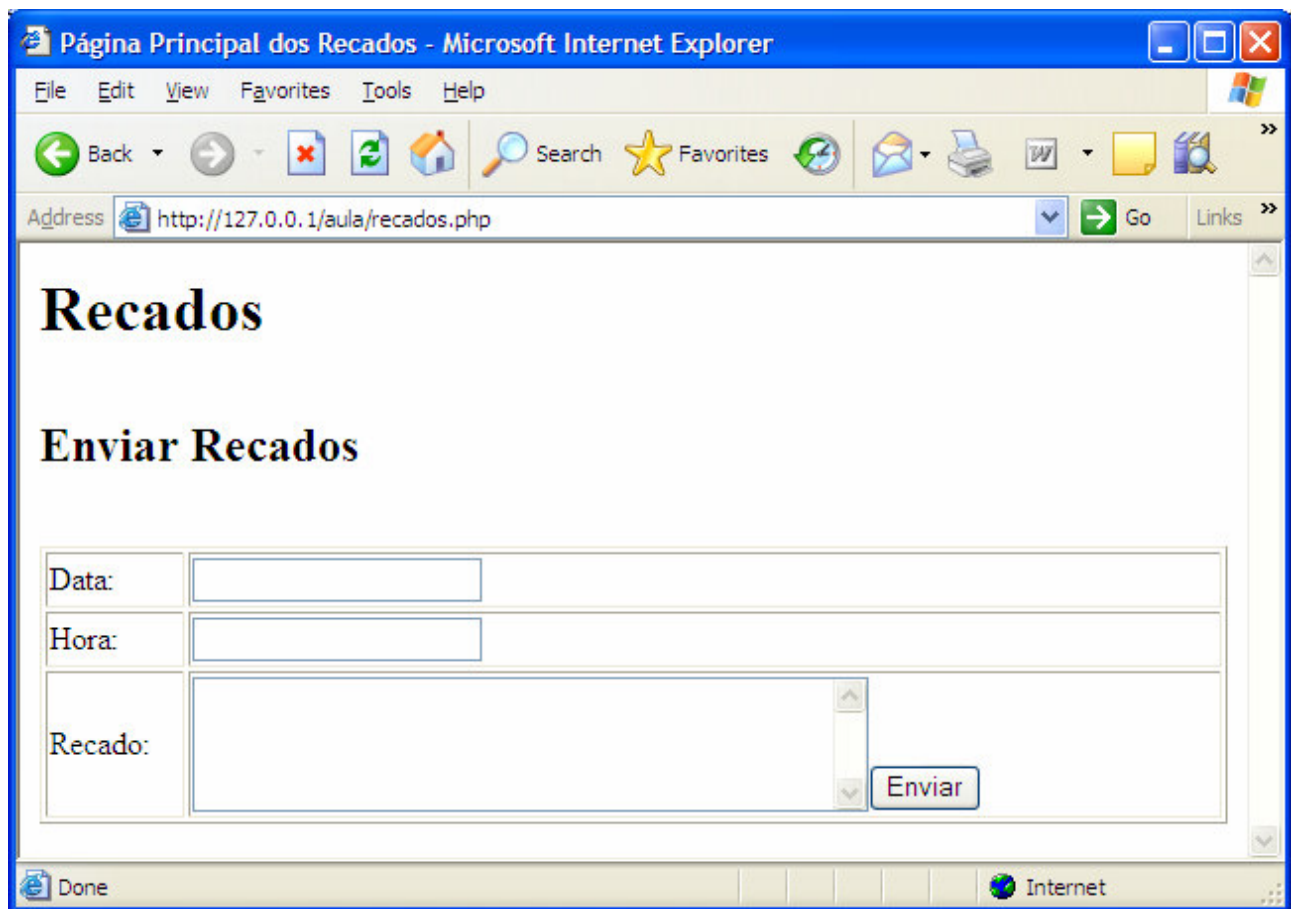 Página Principal dos Recados - Microsoft Internet Explorer
File Edit View Favorites Tools Help
Back Search Favorites W »
Address http://127.0.0.1/aula/recados.php Go Links »
Recados
Enviar Recados
Data:
Hora:
Recado:
Enviar
Done Internet